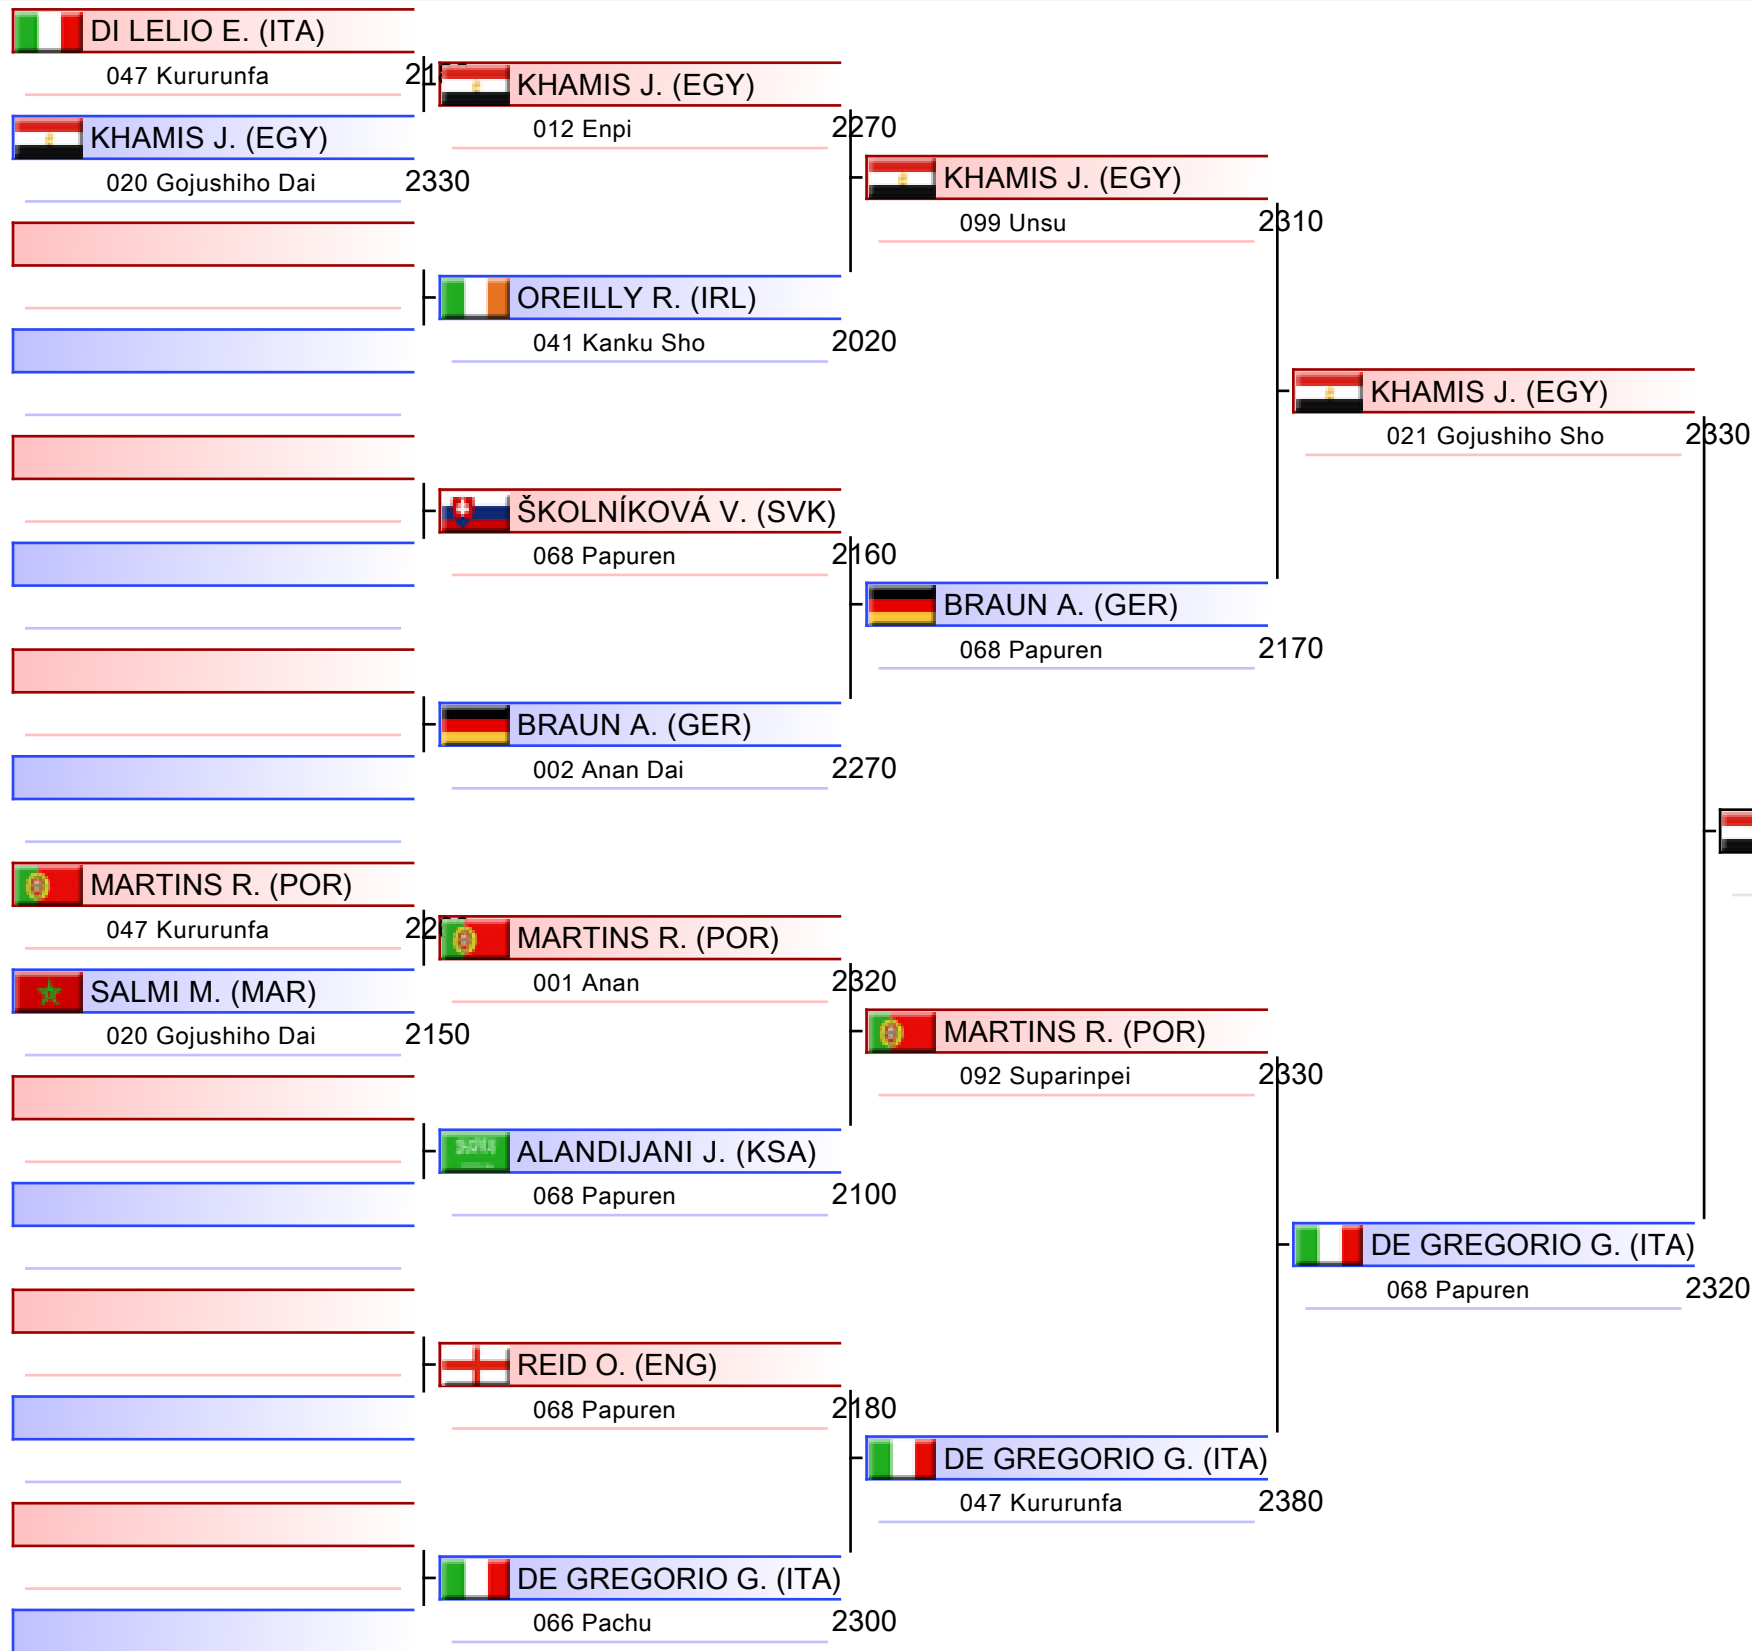 DI LELIO E. (ITA)
047 Kururunfa
KHAMIS J. (EGY)
020 Gojushiho Dai 2330
MARTINS R. (POR)
047 Kururunfa
SALMI M. (MAR)
020 Gojushiho Dai 2150
KHAMIS J. (EGY)
012 Enpi 2270
OREILLY R. (IRL)
041 Kanku Sho 2020
ŠKOLNÍKOVÁ V. (SVK)
068 Papuren 2160
BRAUN A. (GER)
002 Anan Dai 2270
MARTINS R. (POR)
001 Anan 2320
ALANDIJANI J. (KSA)
068 Papuren 2100
REID O. (ENG)
068 Papuren 2180
DE GREGORIO G. (ITA)
066 Pachu 2300
KHAMIS J. (EGY)
099 Unsu 2310
BRAUN A. (GER)
068 Papuren 2170
MARTINS R. (POR)
092 Suparinpei 2330
DE GREGORIO G. (ITA)
047 Kururunfa 2380
KHAMIS J. (EGY)
021 Gojushiho Sho 2330
DE GREGORIO G. (ITA)
068 Papuren 2320